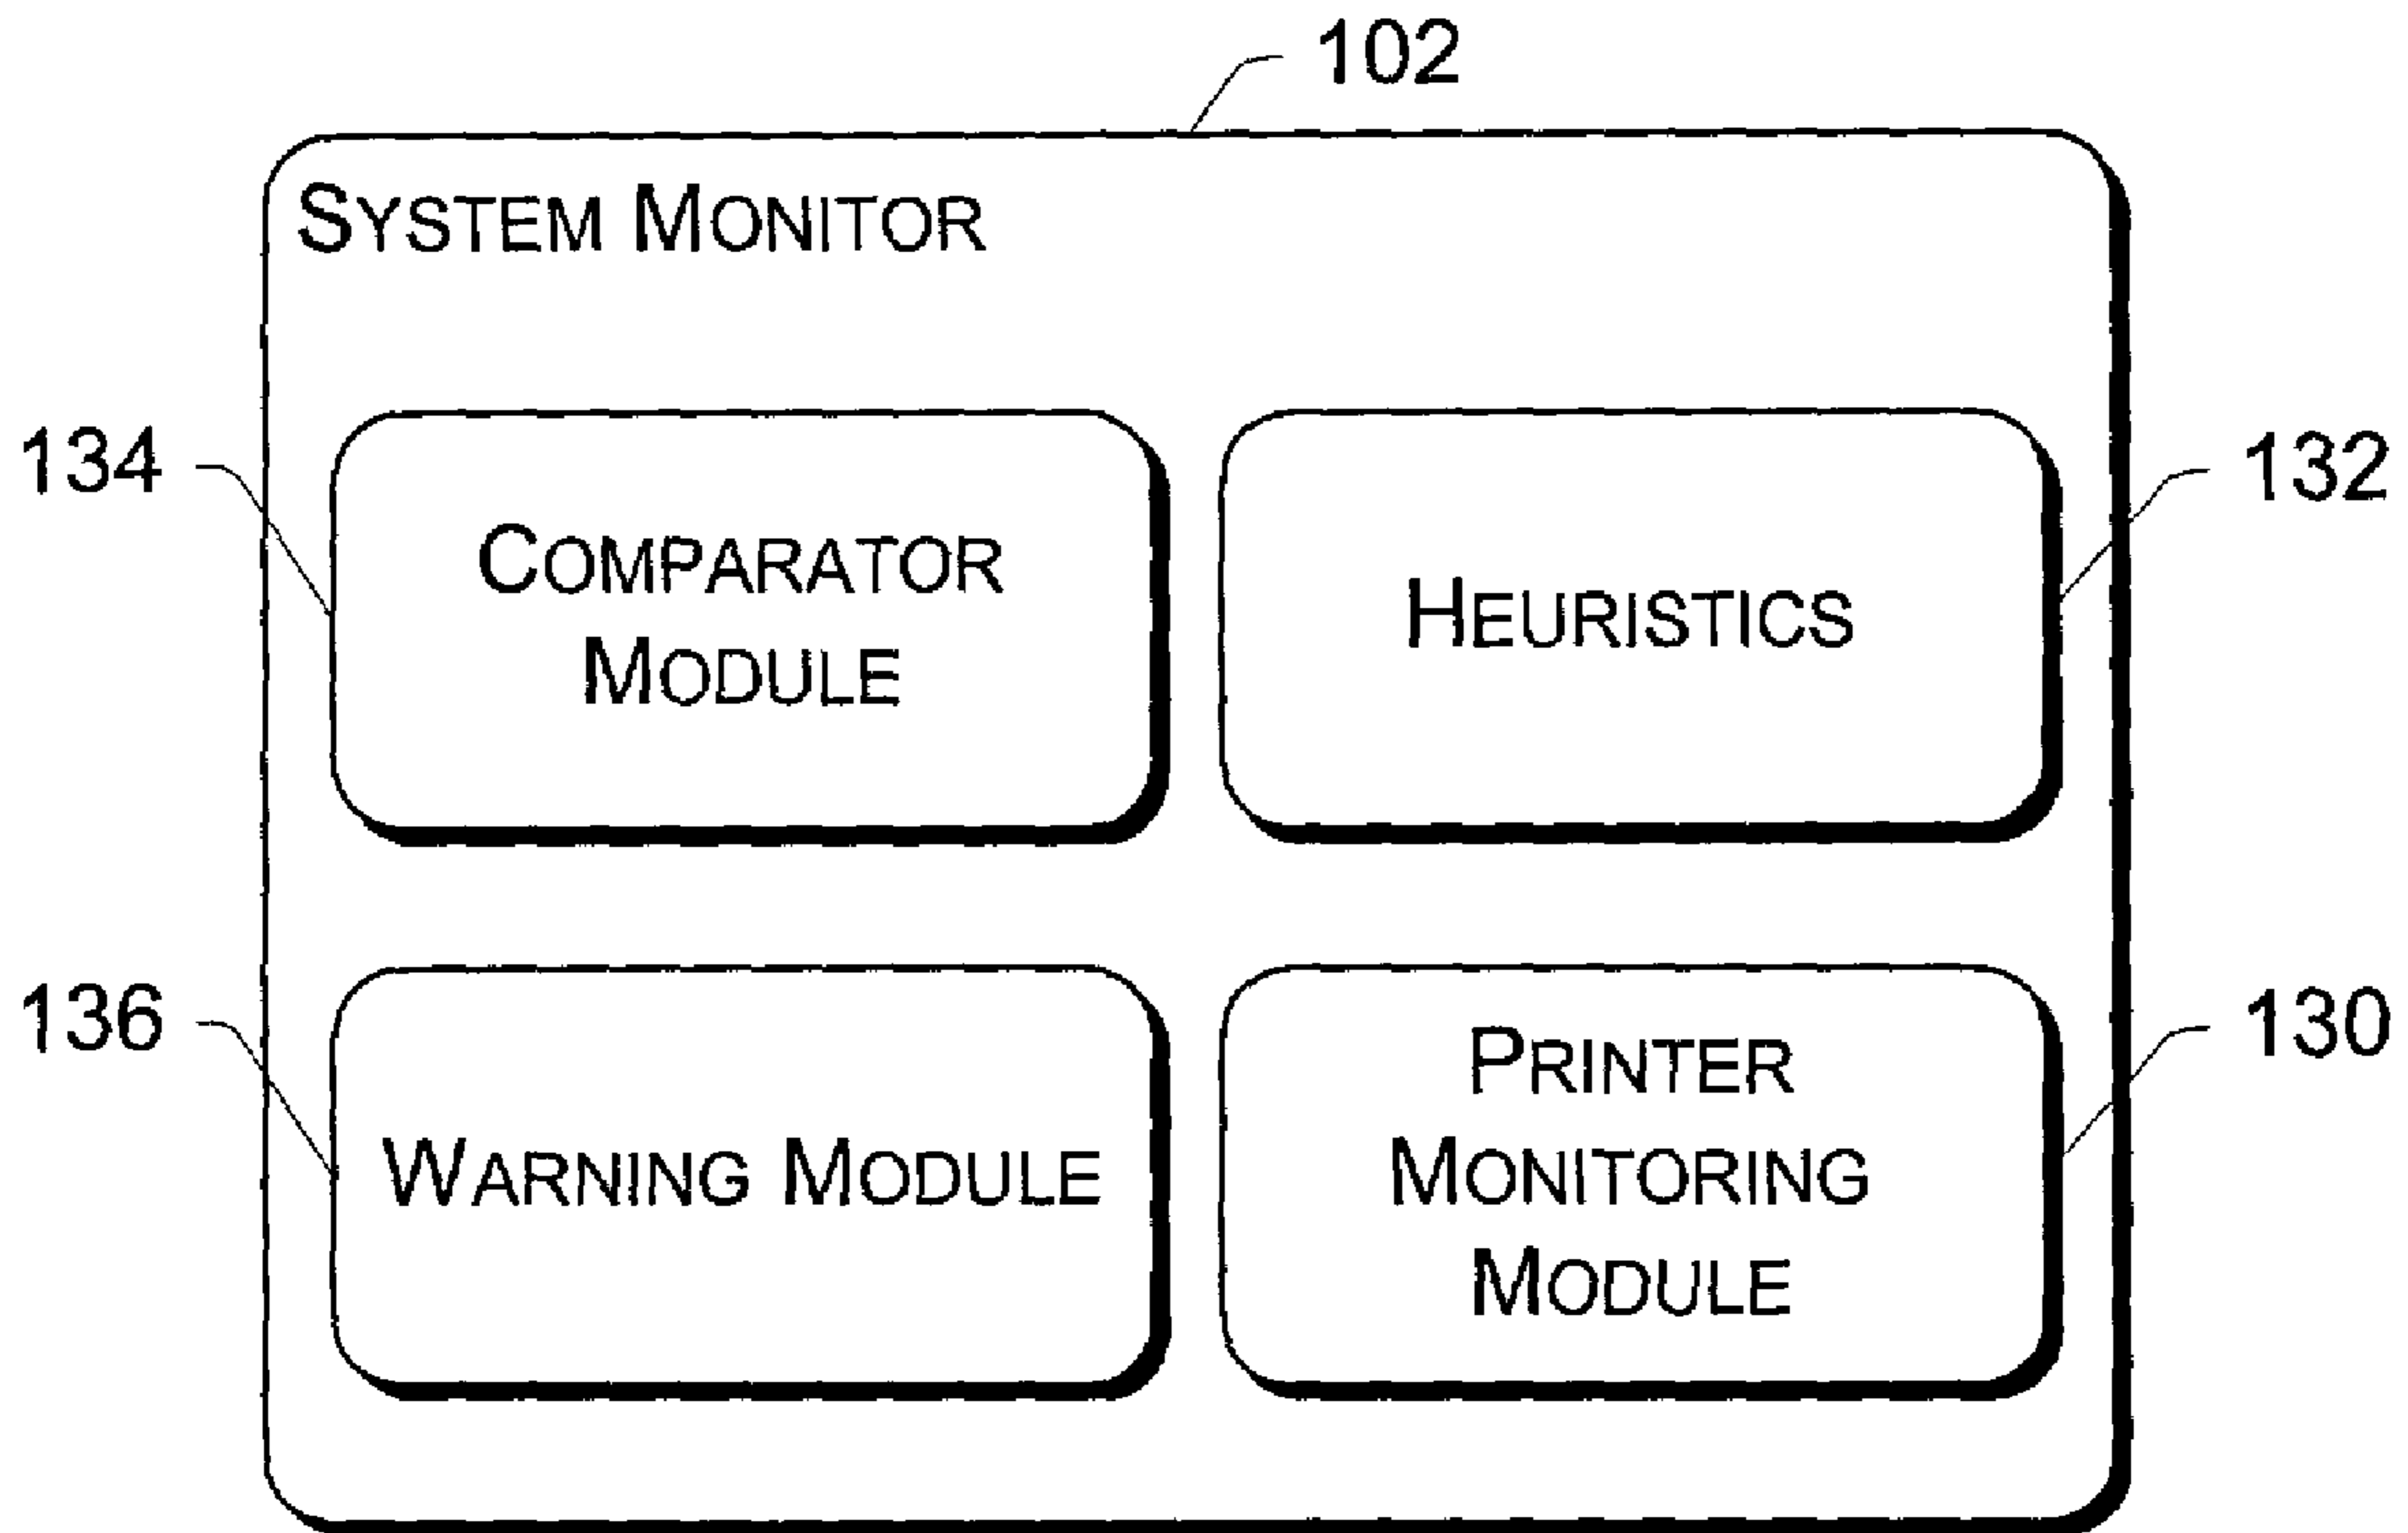 102
SYSTEM MONITOR
134
COMPARATOR
MODULE
HEURISTICS
132
136
WARNING MODULE
PRINTER
MONITORING
MODULE
130